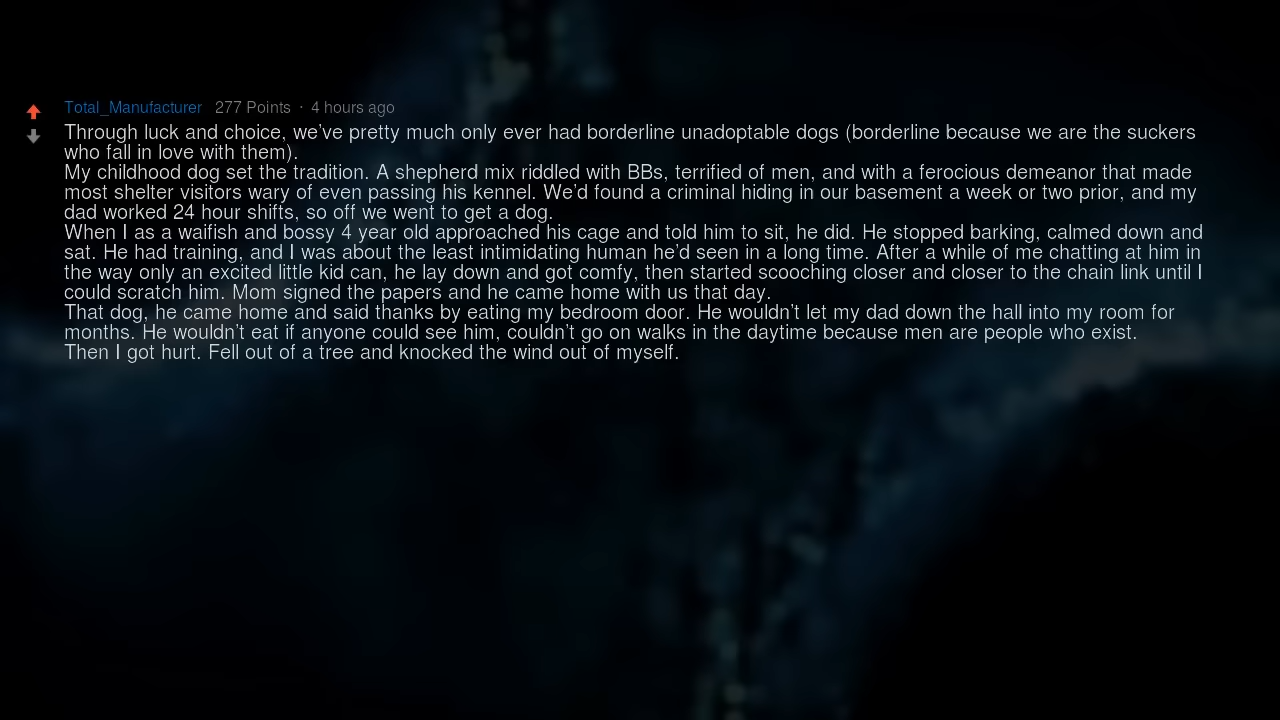 Total_Manufacturer 277 Points · 4 hours ago
Through luck and choice, we've pretty much only ever had borderline unadoptable dogs (borderline because we are the suckers
who fall in love with them).
My childhood dog set the tradition. A shepherd mix riddled with BBs, terrified of men, and with a ferocious demeanor that made
most shelter visitors wary of even passing his kennel. We'd found a criminal hiding in our basement a week or two prior, and my
dad worked 24 hour shifts, so off we went to get a dog.
When I as a waifish and bossy 4 year old approached his cage and told him to sit, he did. He stopped barking, calmed down and
sat. He had training, and I was about the least intimidating human he'd seen in a long time. After a while of me chatting at him in
the way only an excited little kid can, he lay down and got comfy, then started scooching closer and closer to the chain link until I
could scratch him. Mom signed the papers and he came home with us that day.
That dog, he came home and said thanks by eating my bedroom door. He wouldn't let my dad down the hall into my room for
months. He wouldn't eat if anyone could see him, couldn't go on walks in the daytime because men are people who exist.
Then I got hurt. Fell out of a tree and knocked the wind out of myself.